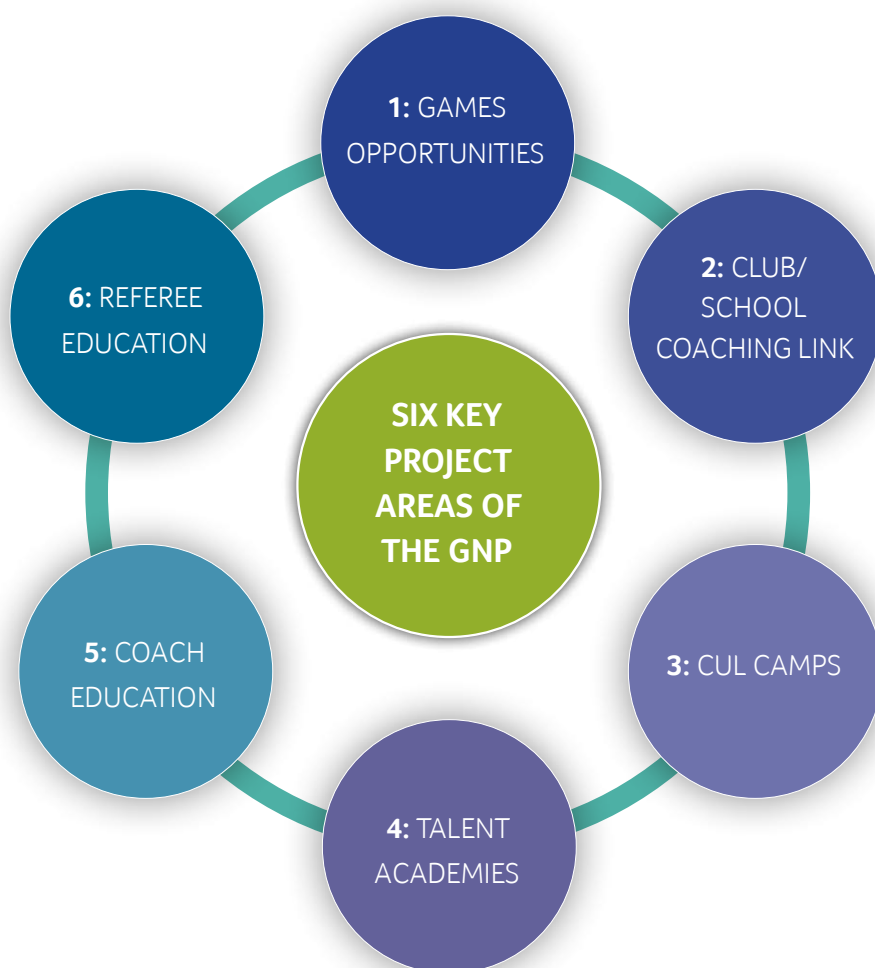 1: GAMES
OPPORTUNITIES
2: CLUB/
SCHOOL
COACHING LINK
3: CUL CAMPS
4: TALENT
ACADEMIES
5: COACH
EDUCATION
6: REFEREE
EDUCATION
SIX KEY
PROJECT
AREAS OF
THE GNP